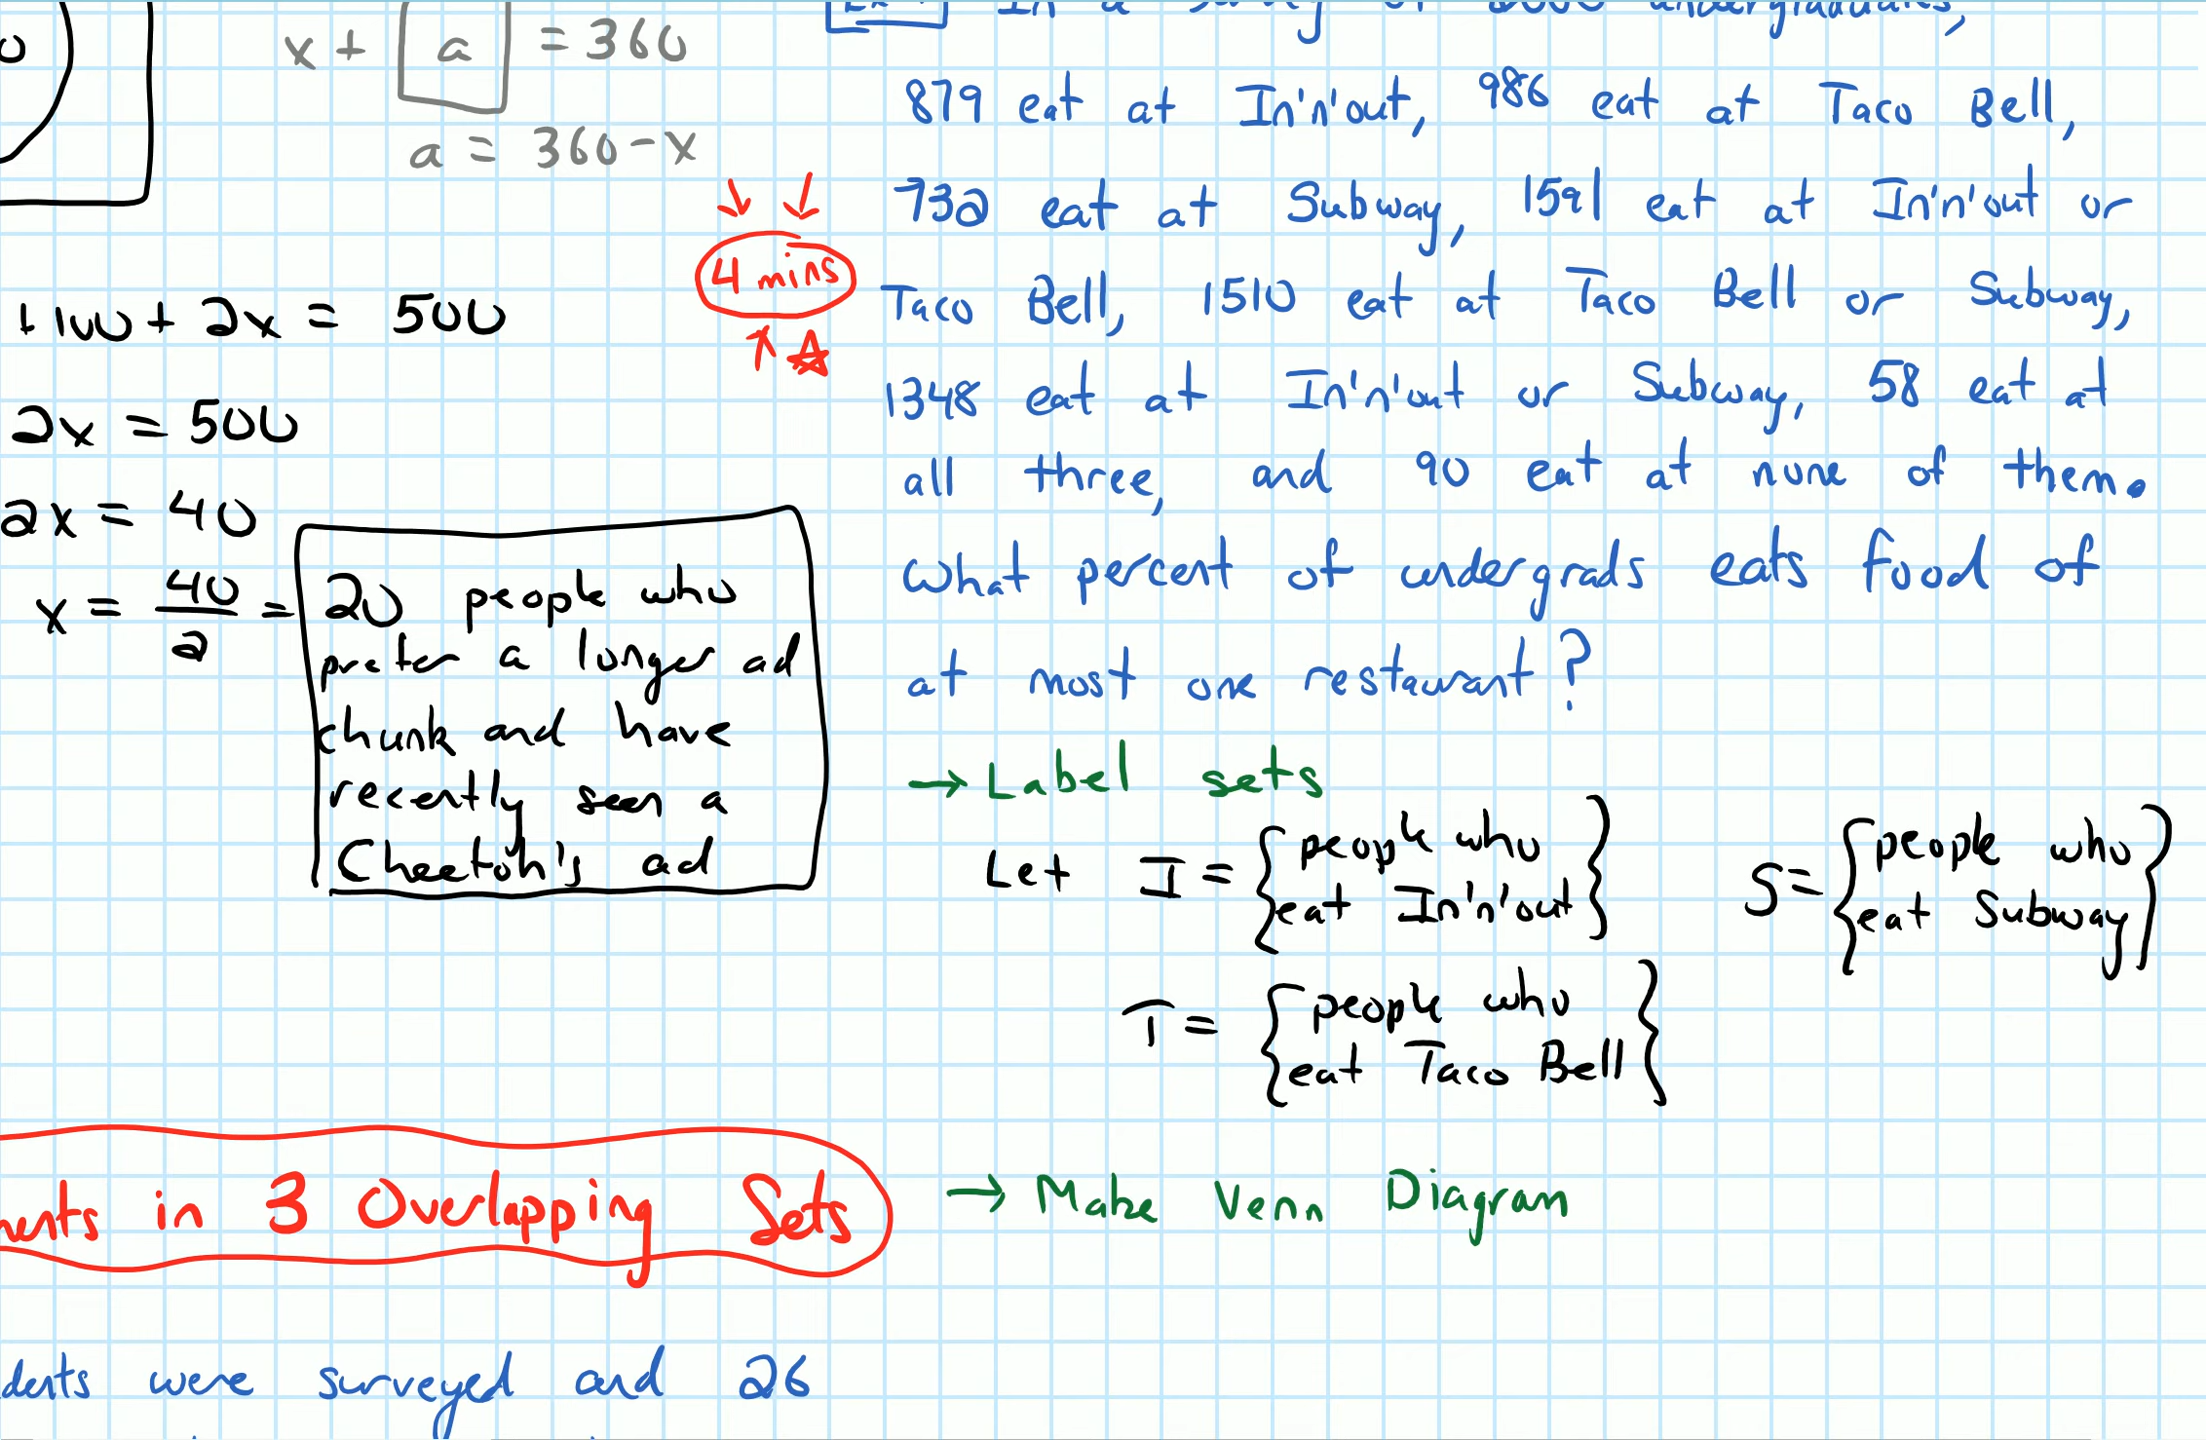 x + a = 360
a = 360 - x
+100 + 2x = 500
2x = 500
2x = 40
x = 40/2 = 20 people who
prefer a longer ad
chunk and have
recently seen a
Cheetoh's ad
4 mins
In a survey of undergraduates,
879 eat at In'n'out, 986 eat at Taco Bell,
732 eat at Subway, 1591 eat at In'n'out or
Taco Bell, 1510 eat at Taco Bell or Subway,
1348 eat at In'n'out or Subway, 58 eat at
all three, and 90 eat at none of them.
What percent of undergrads eats food of
at most one restaurant?
→ Label sets
Let I = {people who
eat In'n'out}
S = {people who
eat Subway}
T = {people who
eat Taco Bell}
→ Make Venn Diagram
ents in 3 Overlapping Sets
dents were surveyed and 26